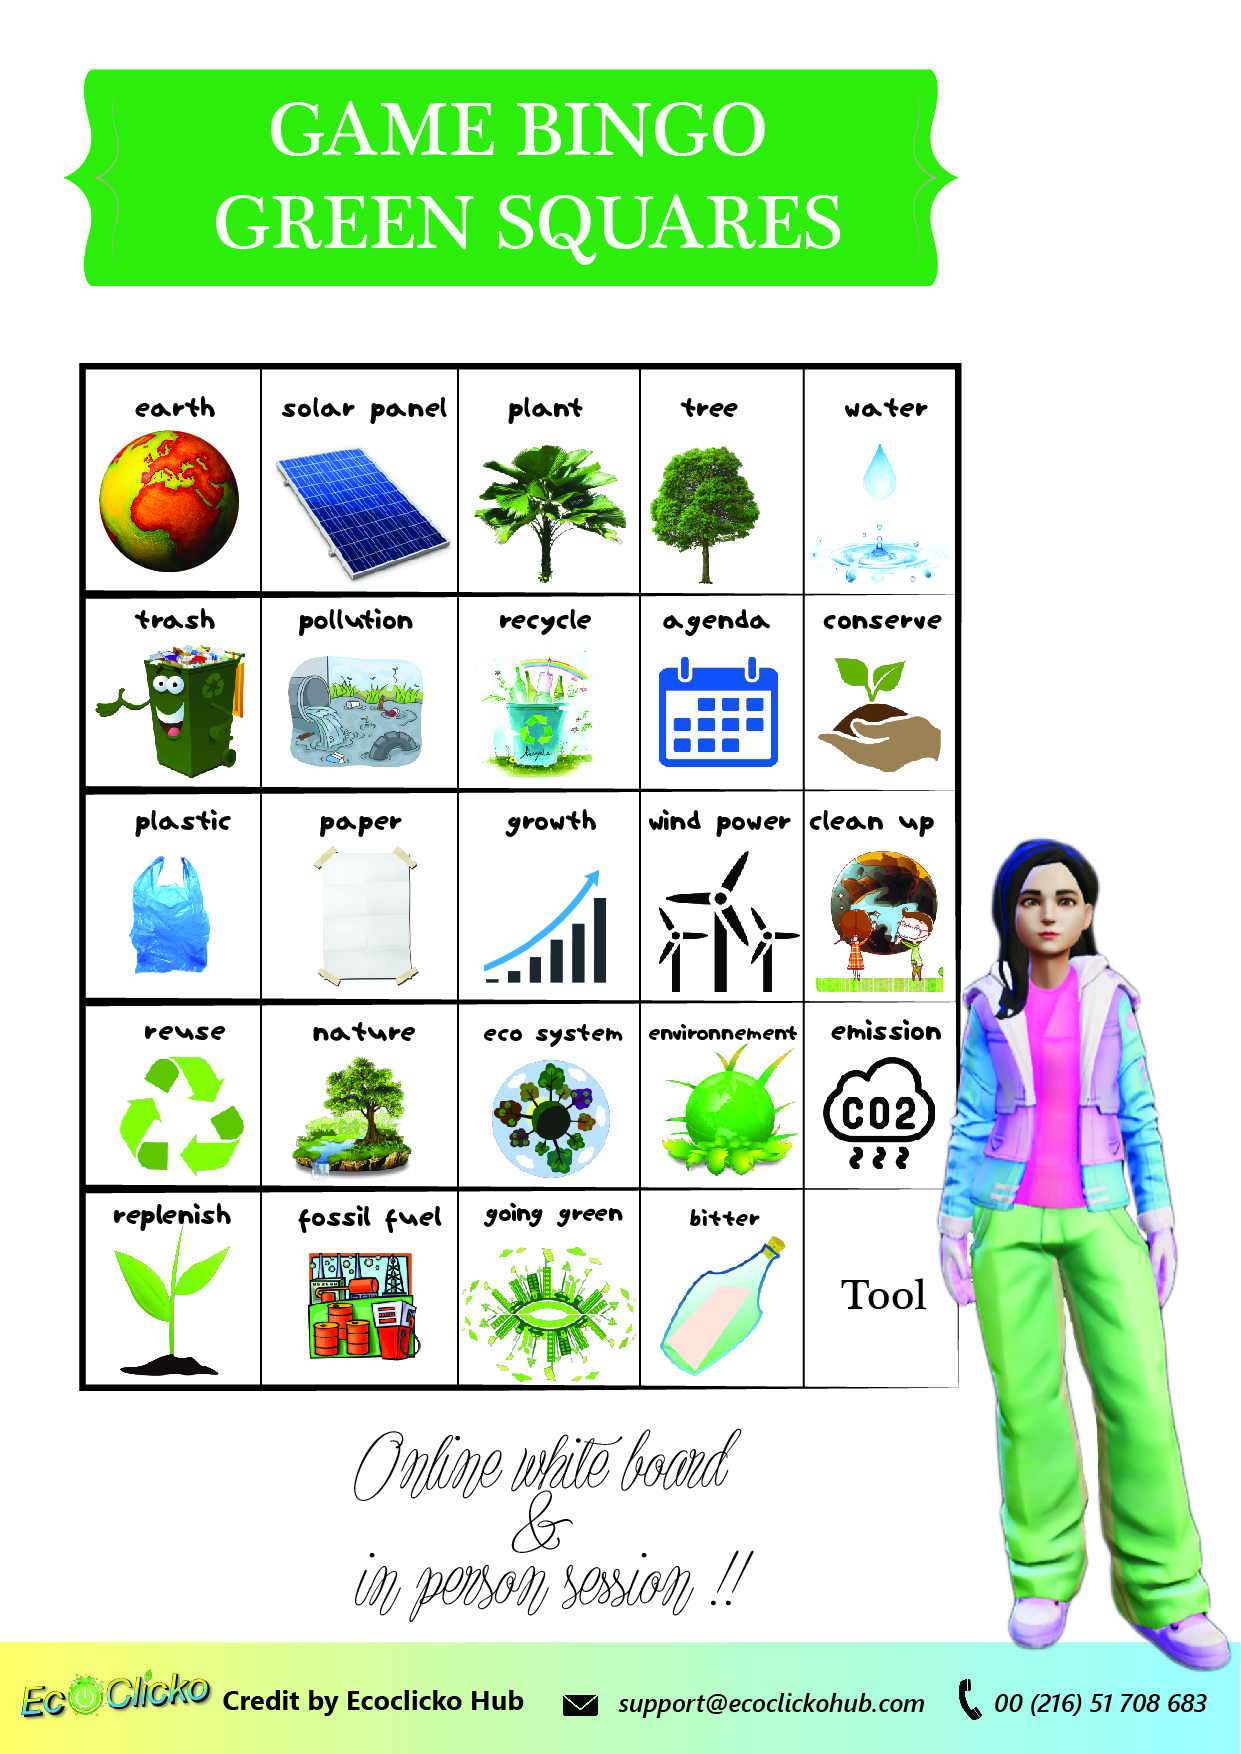 GAME BINGO
GREEN SQUARES
earth solar panel plant tree water
trash pollution recycle agenda conserve
Recycle
plastic paper growth wind power clean up
reuse nature eco system environnement emission
CO2
replenish fossil fuel going green bitter
Tool
Online white board
&
in person session !!
EcoClicko Credit by Ecoclicko Hub support@ecoclickohub.com 00 (216) 51 708 683